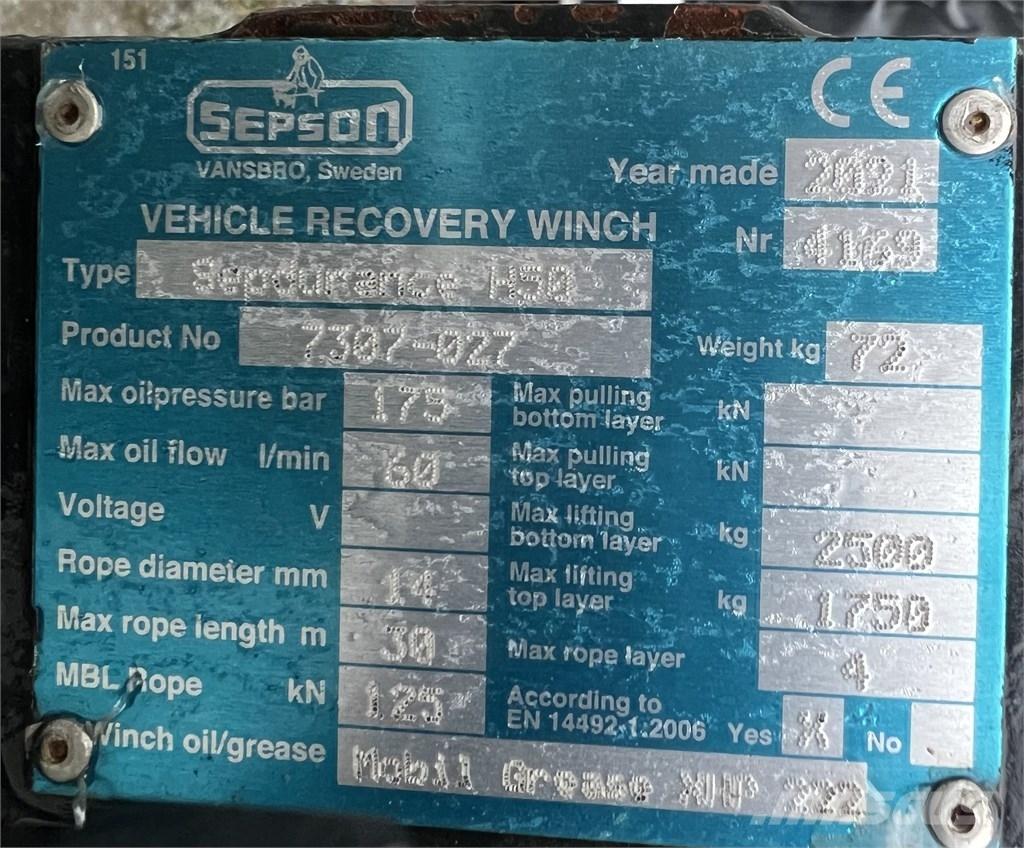 151
SEPSON
VANSBRO, Sweden
CE
Year made 2021
VEHICLE RECOVERY WINCH
Nr 4169
Type Sepdurance H50
Product No 7307-027
Weight kg 72
Max oilpressure bar 175
Max pulling bottom layer kN
Max oil flow l/min 60
Max pulling top layer kN
Voltage V
Max lifting bottom layer kg 2500
Rope diameter mm 14
Max lifting top layer kg 1750
Max rope length m 30
Max rope layer 4
MBL Rope kN 125
According to EN 14492-1:2006 Yes X No
Winch oil/grease Mobil Grease XHP 222